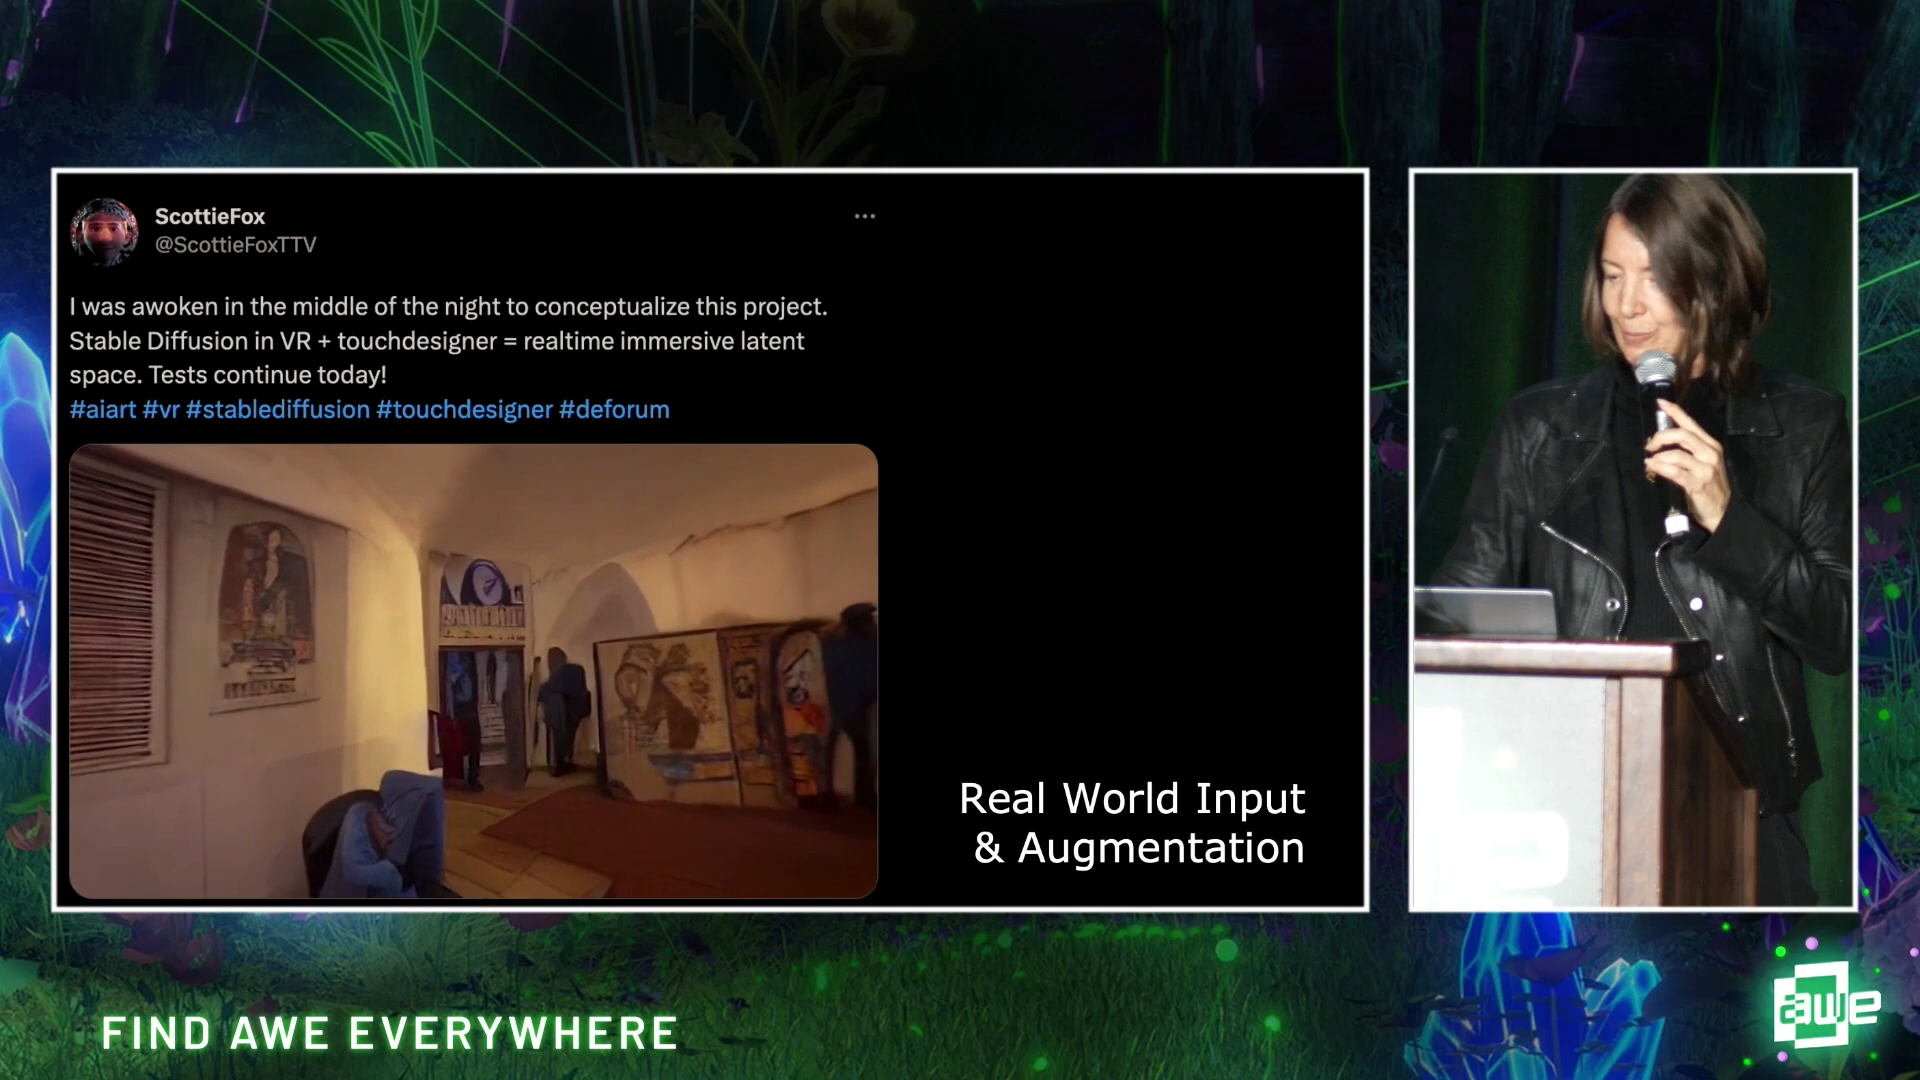 ScottieFox
@ScottieFoxTTV
I was awoken in the middle of the night to conceptualize this project.
Stable Diffusion in VR + touchdesigner = realtime immersive latent
space. Tests continue today!
#aiart #vr #stablediffusion #touchdesigner #deforum
Real World Input
& Augmentation
FIND AWE EVERYWHERE
awe